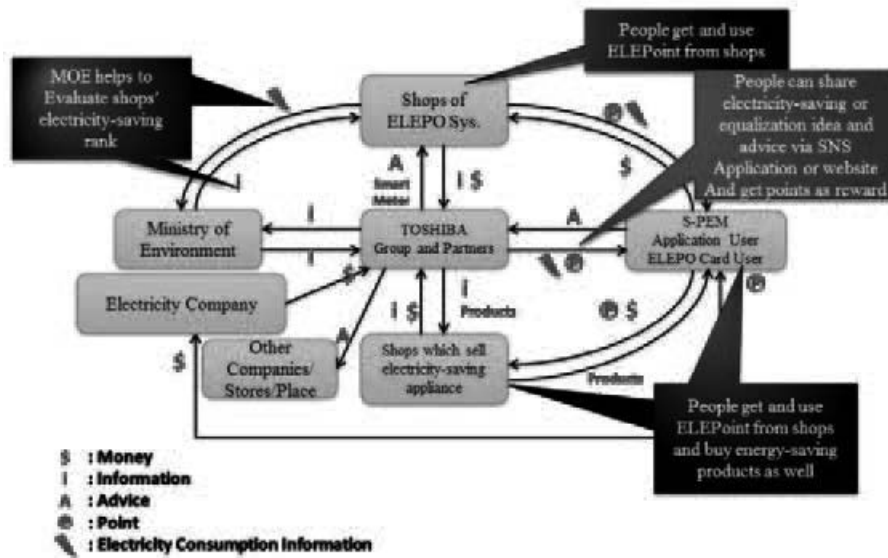 People get and use
ELEPoint from shops
MOE helps to
Evaluate shops'
electricity-saving
rank
Shops of
ELEPO Sys.
People can share
electricity-saving or
equalization idea and
advice via SNS
Application or website
And get points as reward
P
$
A
Smart
Meter
i $
i
Ministry of
Environment
i
i
TOSHIBA
Group and Partners
A
P
S-PEM
Application User
ELEPO Card User
P
Electricity Company
$
i $
i
Products
P $
A
$
Other
Companies/
Stores/Place
Shops which sell
electricity-saving
appliance
Products
People get and use
ELEPoint from shops
and buy energy-saving
products as well
$ : Money
i : Information
A : Advice
P : Point
: Electricity Consumption Information